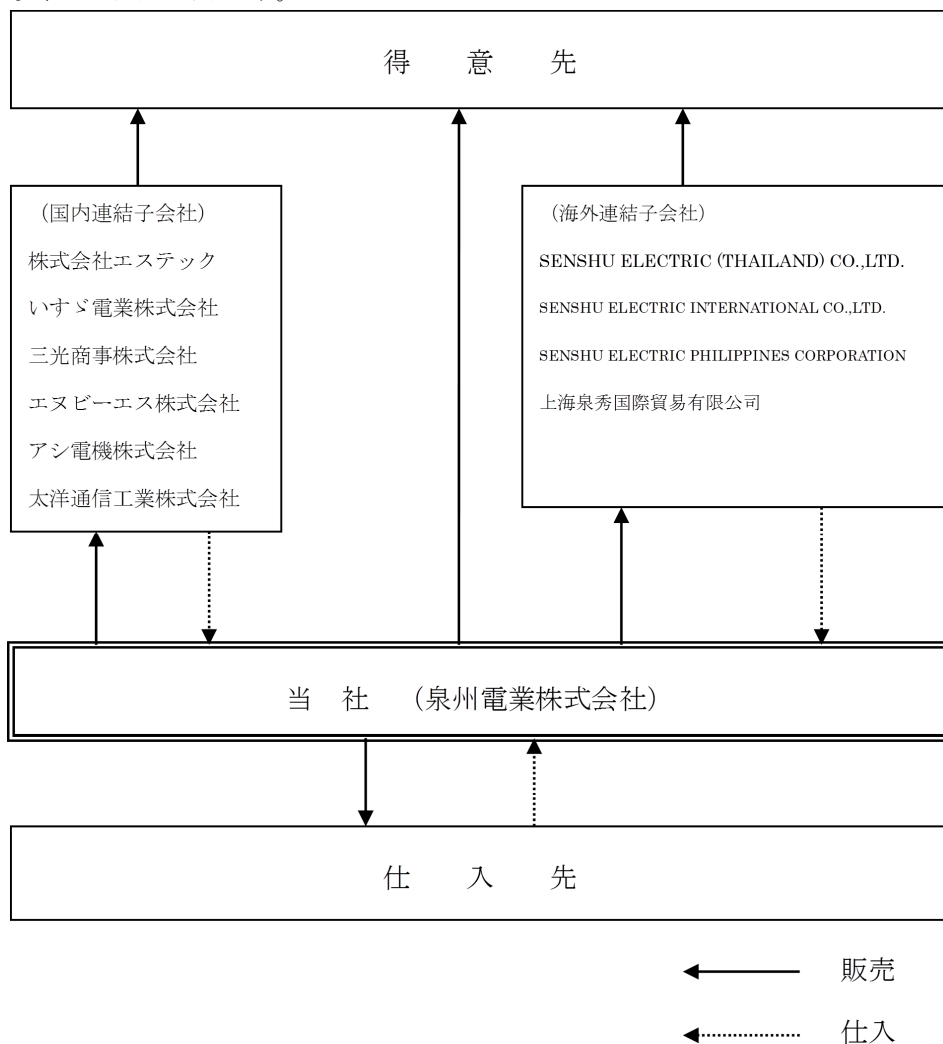 得 意 先
（国内連結子会社）
株式会社エステック
いすゞ電業株式会社
三光商事株式会社
エヌビーエス株式会社
アシ電機株式会社
太洋通信工業株式会社
（海外連結子会社）
SENSHU ELECTRIC (THAILAND) CO.,LTD.
SENSHU ELECTRIC INTERNATIONAL CO.,LTD.
SENSHU ELECTRIC PHILIPPINES CORPORATION
上海泉秀国際貿易有限公司
当 社 （泉州電業株式会社）
仕 入 先
販売
仕入